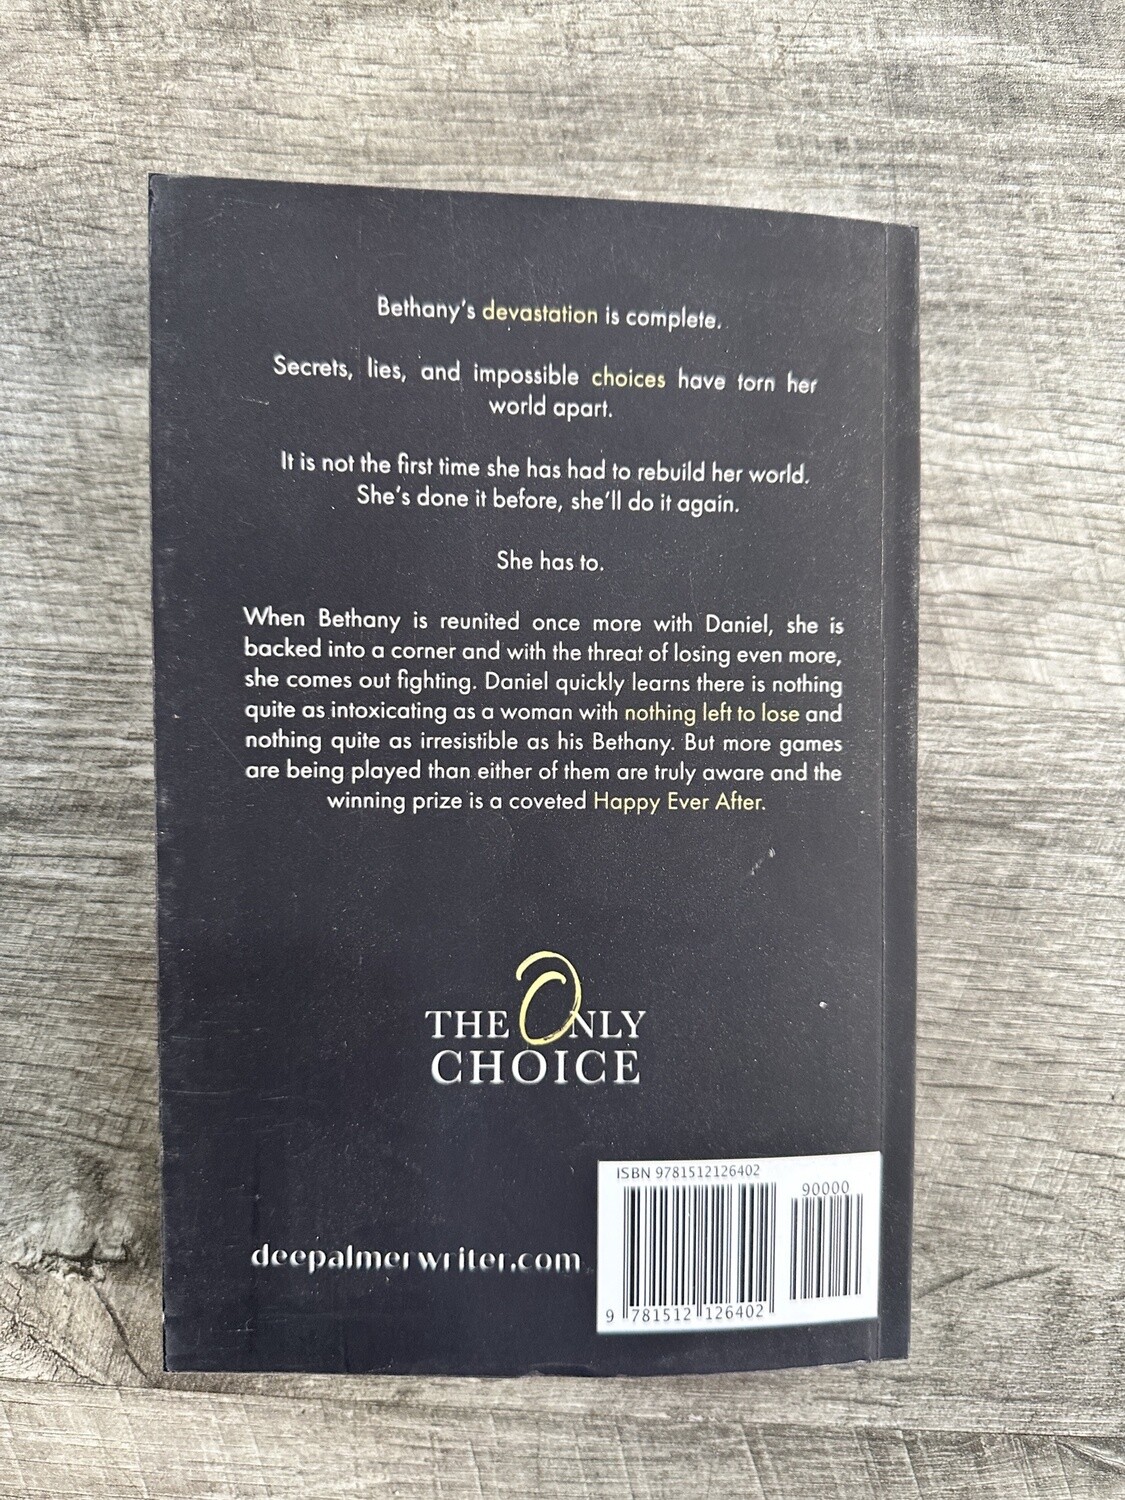 Bethany's devastation is complete.
Secrets, lies, and impossible choices have torn her
world apart.
It is not the first time she has had to rebuild her world.
She's done it before, she'll do it again.
She has to.
When Bethany is reunited once more with Daniel, she is
backed into a corner and with the threat of losing even more,
she comes out fighting. Daniel quickly learns there is nothing
quite as intoxicating as a woman with nothing left to lose and
nothing quite as irresistible as his Bethany. But more games
are being played than either of them are truly aware and the
winning prize is a coveted Happy Ever After.
THE ONLY
CHOICE
ISBN 9781512126402
90000
deepalmerwriter.com
9 781512 126402